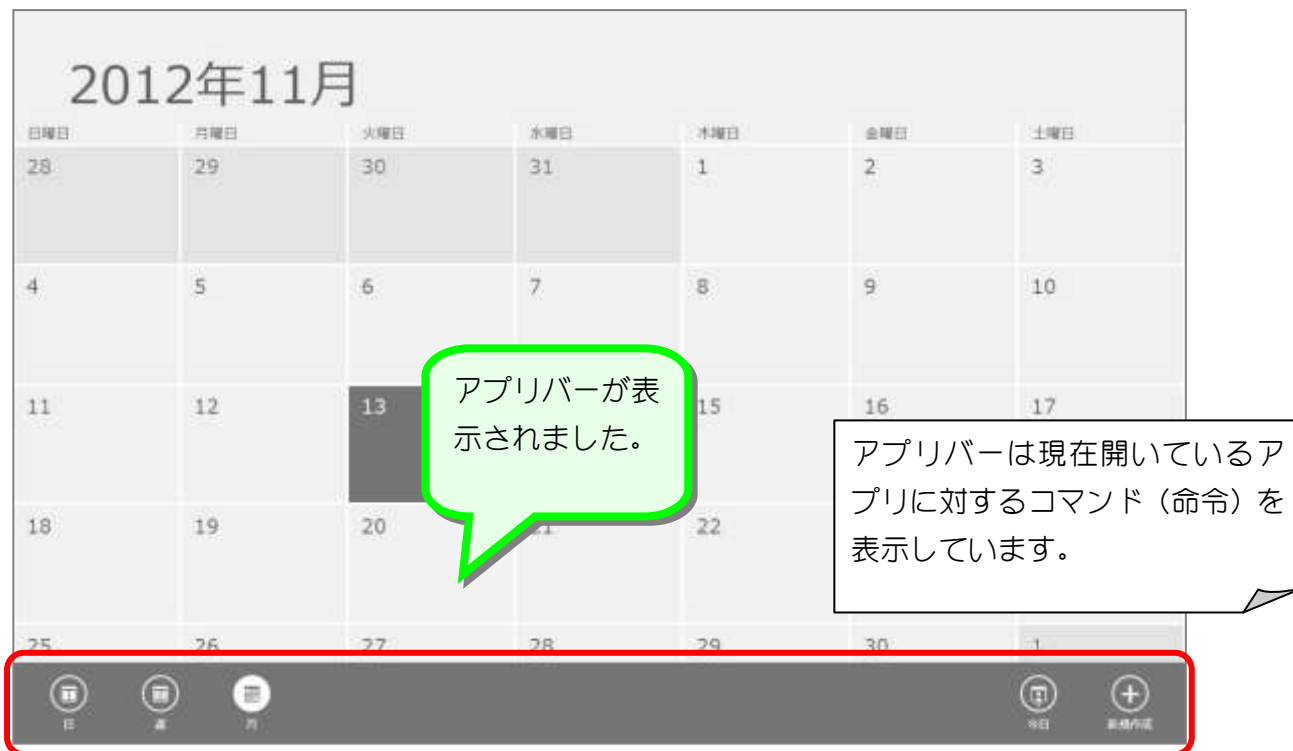 2012年11月
日曜日 月曜日 火曜日 水曜日 木曜日 金曜日 土曜日
28 29 30 31 1 2 3
4 5 6 7 8 9 10
11 12 13 15 16 17
アプリバーが表
示されました。
アプリバーは現在開いているア
プリに対するコマンド（命令）を
表示しています。
18 19 20 21 22
25 26 27 28 29 30 1
日 週 月 今日 新規作成